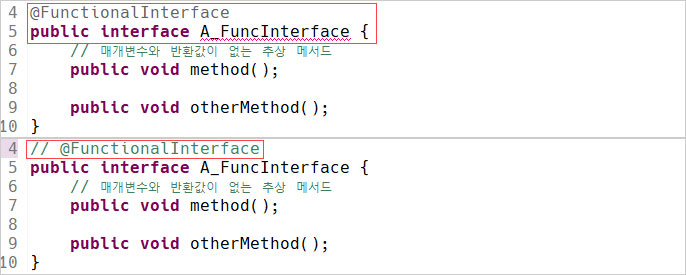 4 @FunctionalInterface
5 public interface A_FuncInterface {
6 // 매개변수와 반환값이 없는 추상 메서드
7 public void method();
8
9 public void otherMethod();
10 }
4 // @FunctionalInterface
5 public interface A_FuncInterface {
6 // 매개변수와 반환값이 없는 추상 메서드
7 public void method();
8
9 public void otherMethod();
10 }